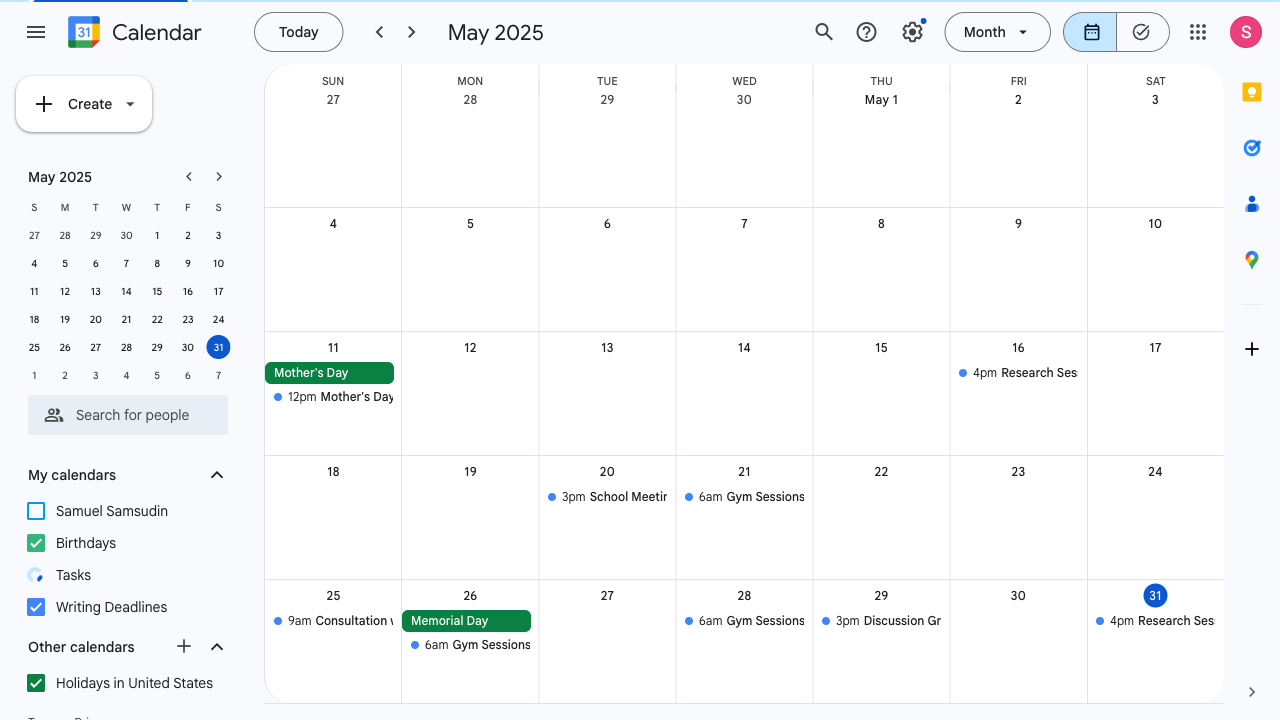 31 Calendar Today May 2025 Month S
Create
May 2025
S M T W T F S
27 28 29 30 1 2 3
4 5 6 7 8 9 10
11 12 13 14 15 16 17
18 19 20 21 22 23 24
25 26 27 28 29 30 31
1 2 3 4 5 6 7
Search for people
My calendars
Samuel Samsudin
Birthdays
Tasks
Writing Deadlines
Other calendars
Holidays in United States
SUN MON TUE WED THU FRI SAT
27 28 29 30 May 1 2 3
4 5 6 7 8 9 10
11 12 13 14 15 16 17
Mother's Day 4pm Research Ses
12pm Mother's Day
18 19 20 21 22 23 24
3pm School Meetin 6am Gym Sessions
25 26 27 28 29 30 31
9am Consultation Memorial Day 6am Gym Sessions 3pm Discussion Gr 4pm Research Ses
6am Gym Sessions